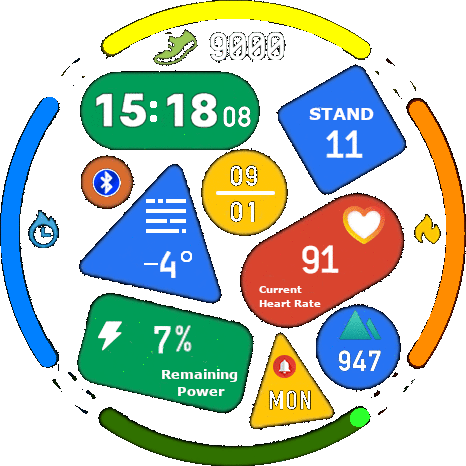 9000
15:18 08
STAND
11
09
01
-4°
91
Current
Heart Rate
7%
Remaining
Power
947
MON